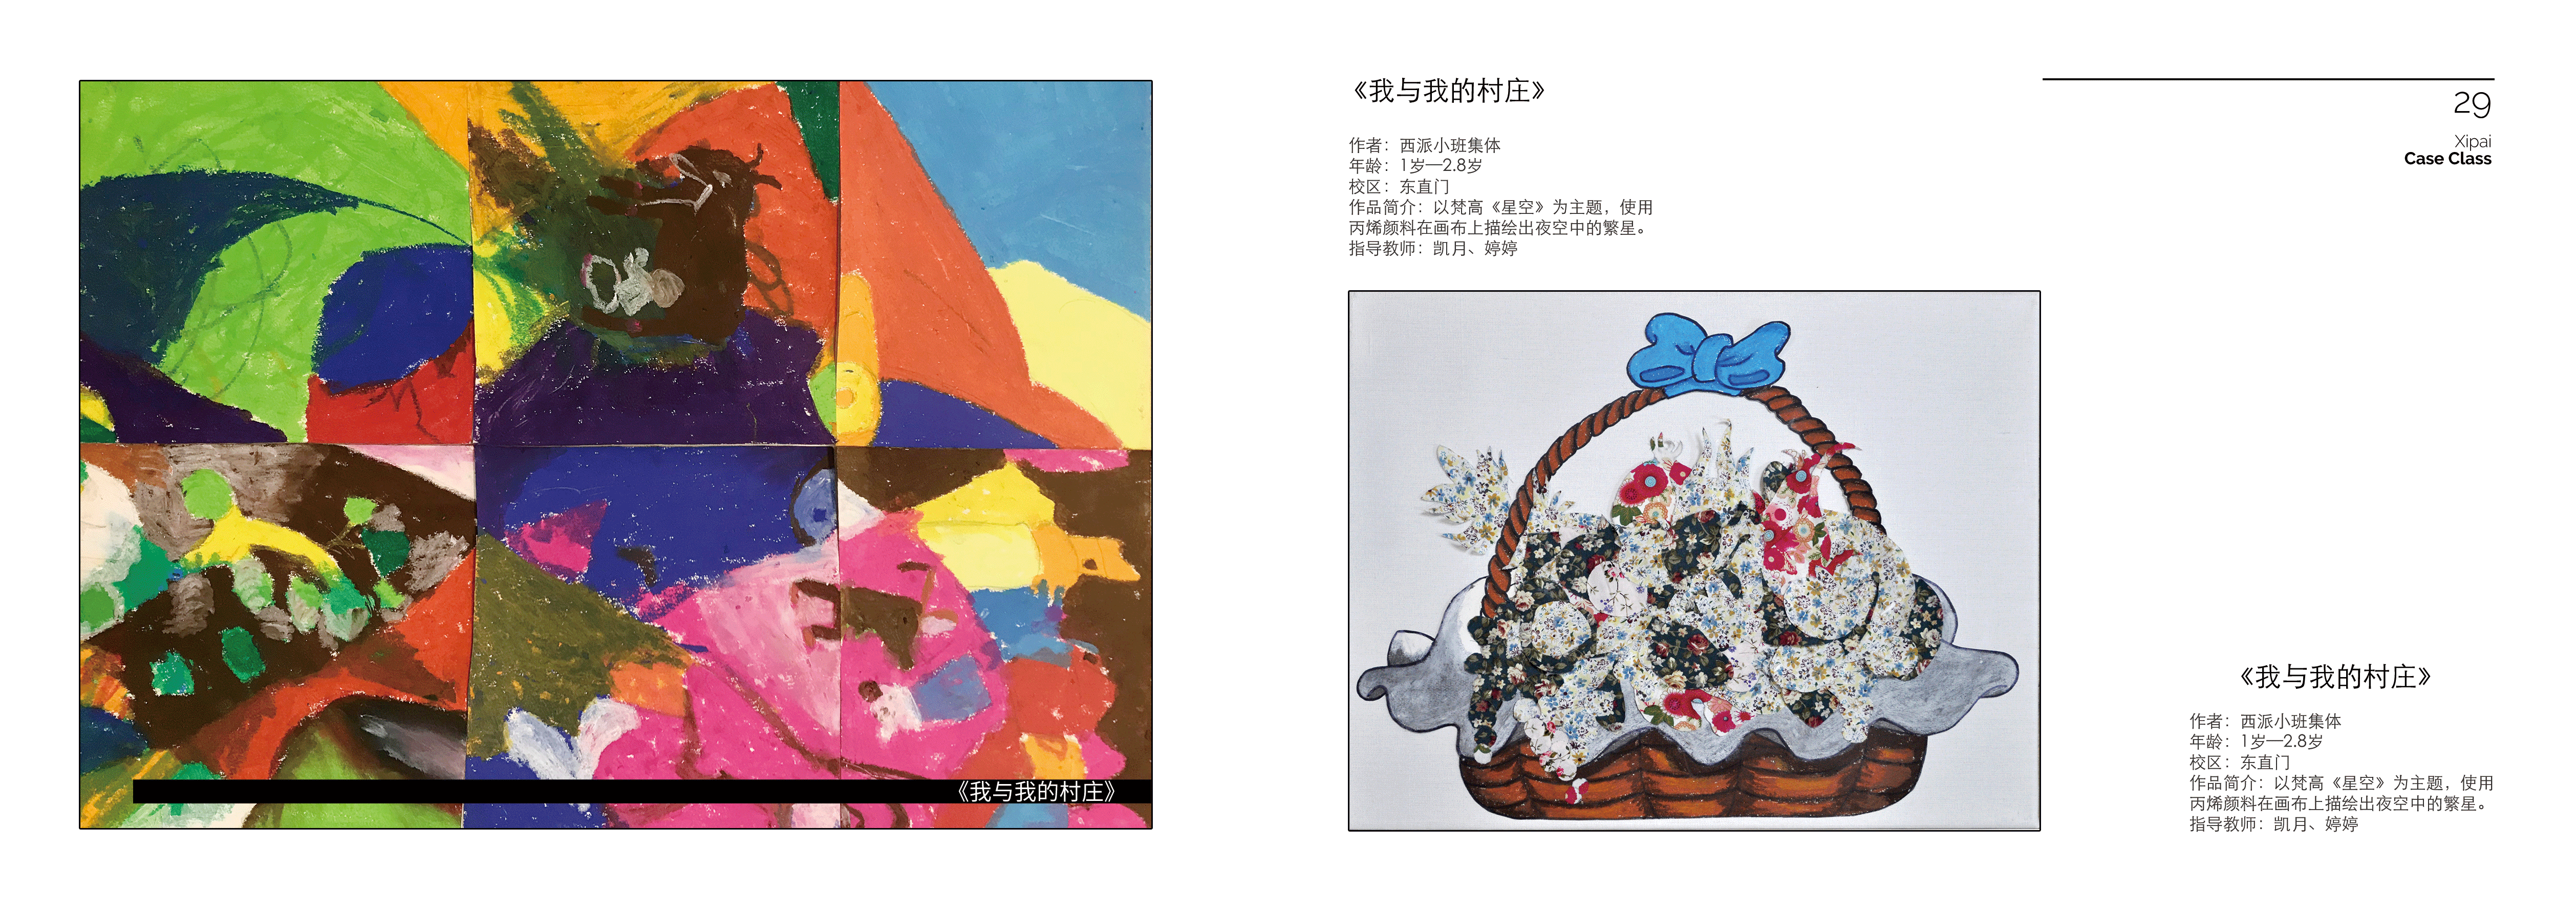 《我与我的村庄》
《我与我的村庄》
作者：西派小班集体
年龄：1岁—2.8岁
校区：东直门
作品简介：以梵高《星空》为主题，使用
丙烯颜料在画布上描绘出夜空中的繁星。
指导教师：凯月、婷婷
29
Xipai
Case Class
《我与我的村庄》
作者：西派小班集体
年龄：1岁—2.8岁
校区：东直门
作品简介：以梵高《星空》为主题，使用
丙烯颜料在画布上描绘出夜空中的繁星。
指导教师：凯月、婷婷